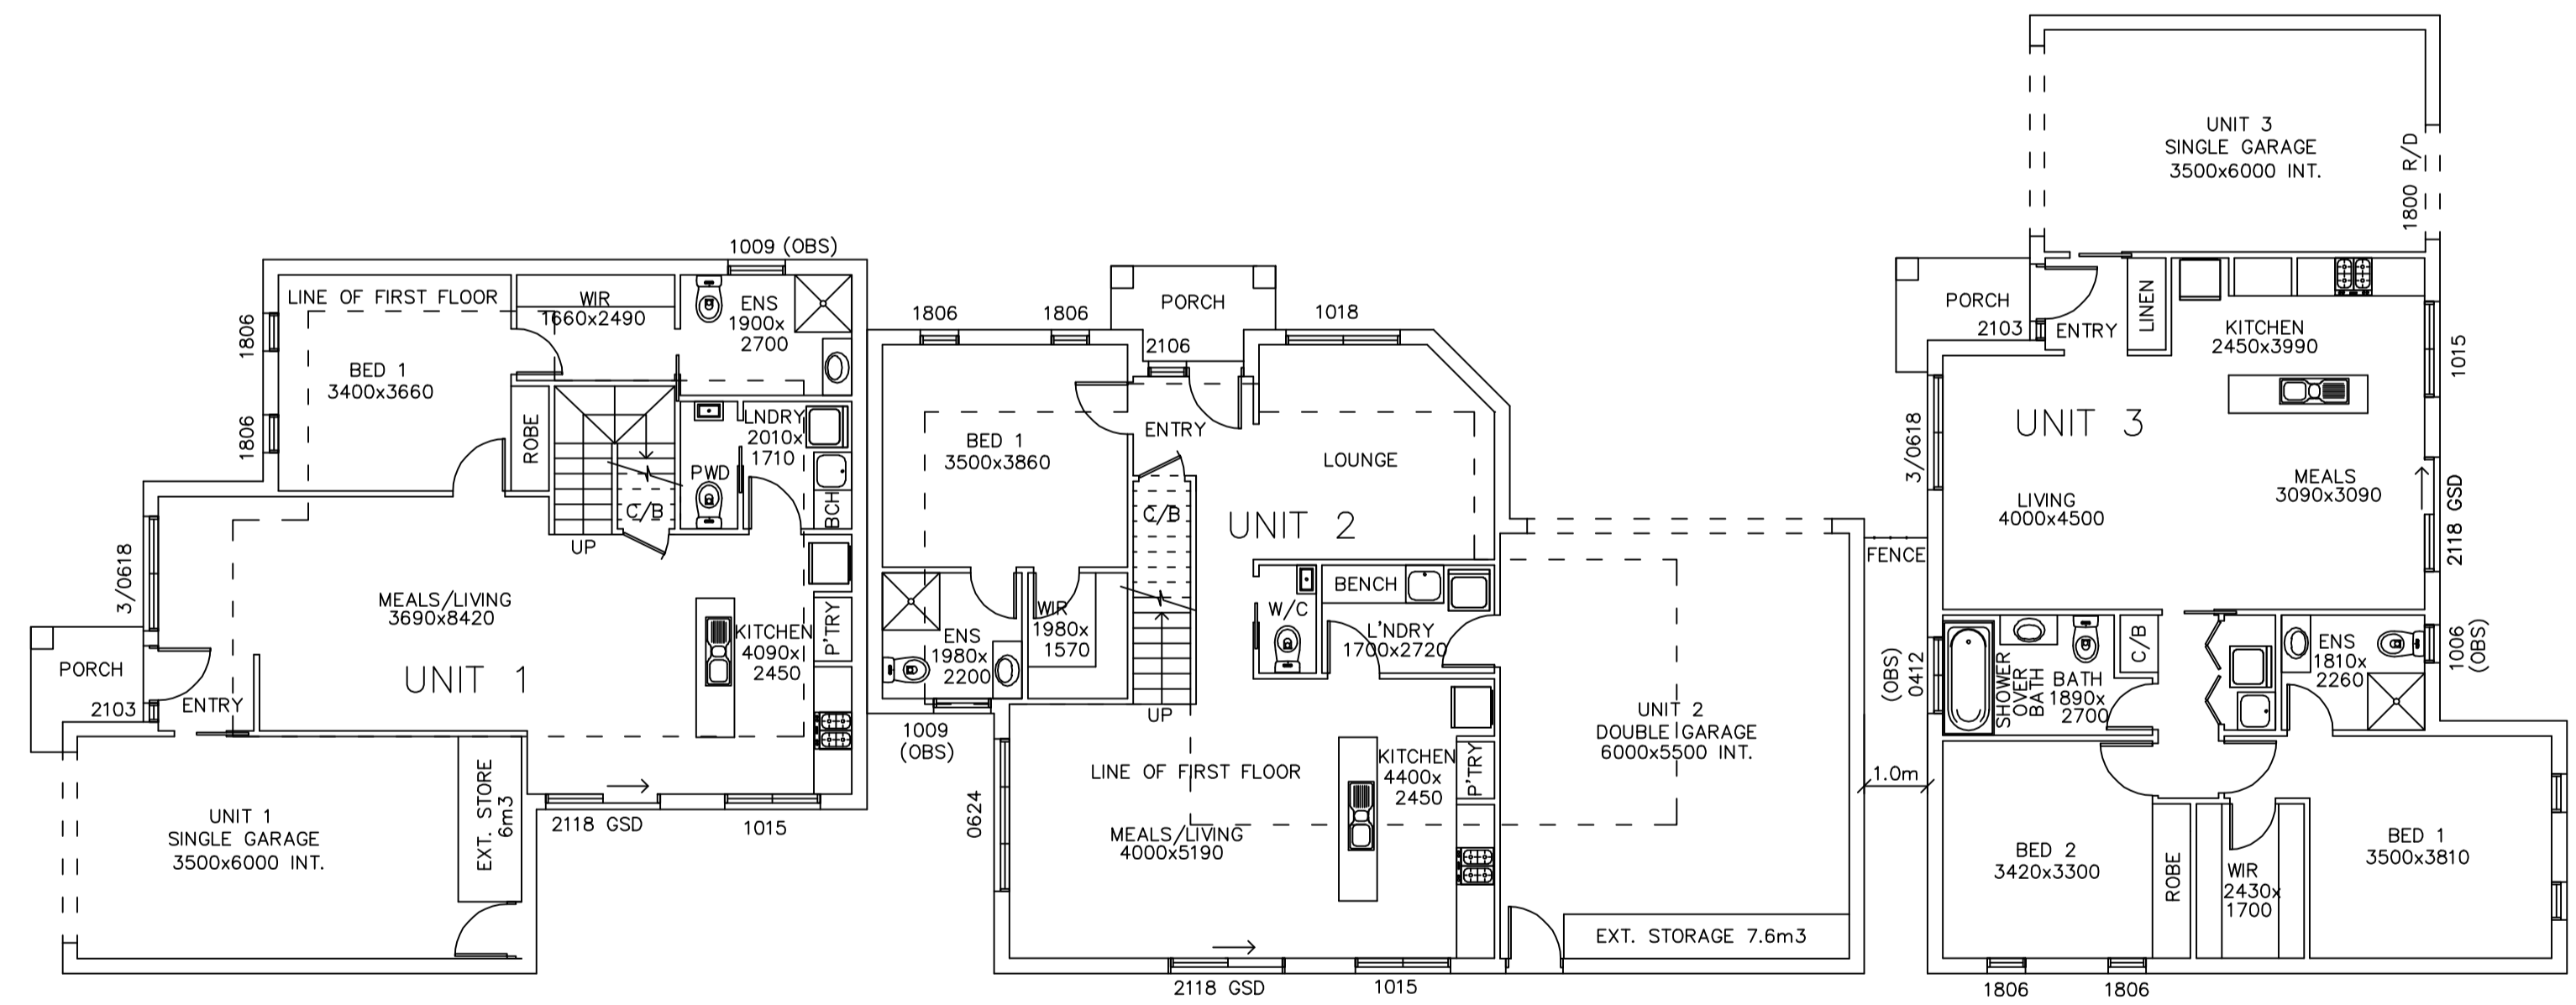 1009 (OBS)
LINE OF FIRST FLOOR
WIR
1660x2490
ENS
1900x
2700
1806
BED 1
3400x3660
1806
ROBE
LNDRY
2010x
1710
PWD
C/B
BCH
UP
3/0618
MEALS/LIVING
3690x8420
KITCHEN
4090x
2450
P'TRY
UNIT 1
PORCH
2103
ENTRY
UNIT 1
SINGLE GARAGE
3500x6000 INT.
EXT. STORE
6m3
2118 GSD
1015
PORCH
1806
1806
1018
2106
BED 1
3500x3860
ENTRY
LOUNGE
C/B
UNIT 2
BENCH
W/C
L'NDRY
1700x2720
WIR
1980x
1570
ENS
1980x
2200
UP
1009
(OBS)
0624
LINE OF FIRST FLOOR
KITCHEN
4400x
2450
P'TRY
MEALS/LIVING
4000x5190
UNIT 2
DOUBLE GARAGE
6000x5500 INT.
EXT. STORAGE 7.6m3
2118 GSD
1015
FENCE
1.0m
UNIT 3
SINGLE GARAGE
3500x6000 INT.
1800 R/D
PORCH
2103
ENTRY
LINEN
KITCHEN
2450x3990
1015
UNIT 3
3/0618
MEALS
3090x3090
LIVING
4000x4500
2118 GSD
(OBS)
0412
SHOWER
OVER
BATH
BATH
1890x
2700
C/B
ENS
1810x
2260
1006
(OBS)
BED 2
3420x3300
ROBE
WIR
2430x
1700
BED 1
3500x3810
1806
1806